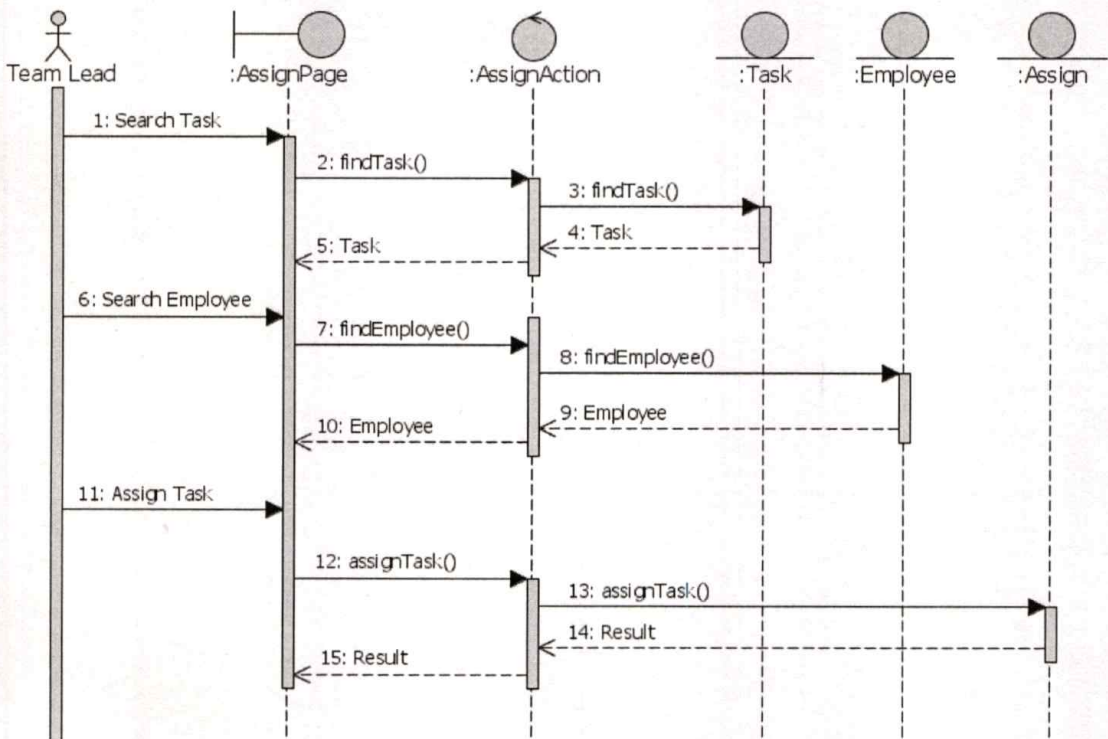 Team Lead
:AssignPage
:AssignAction
:Task
:Employee
:Assign
1: Search Task
2: findTask()
3: findTask()
4: Task
5: Task
6: Search Employee
7: findEmployee()
8: findEmployee()
9: Employee
10: Employee
11: Assign Task
12: assignTask()
13: assignTask()
14: Result
15: Result